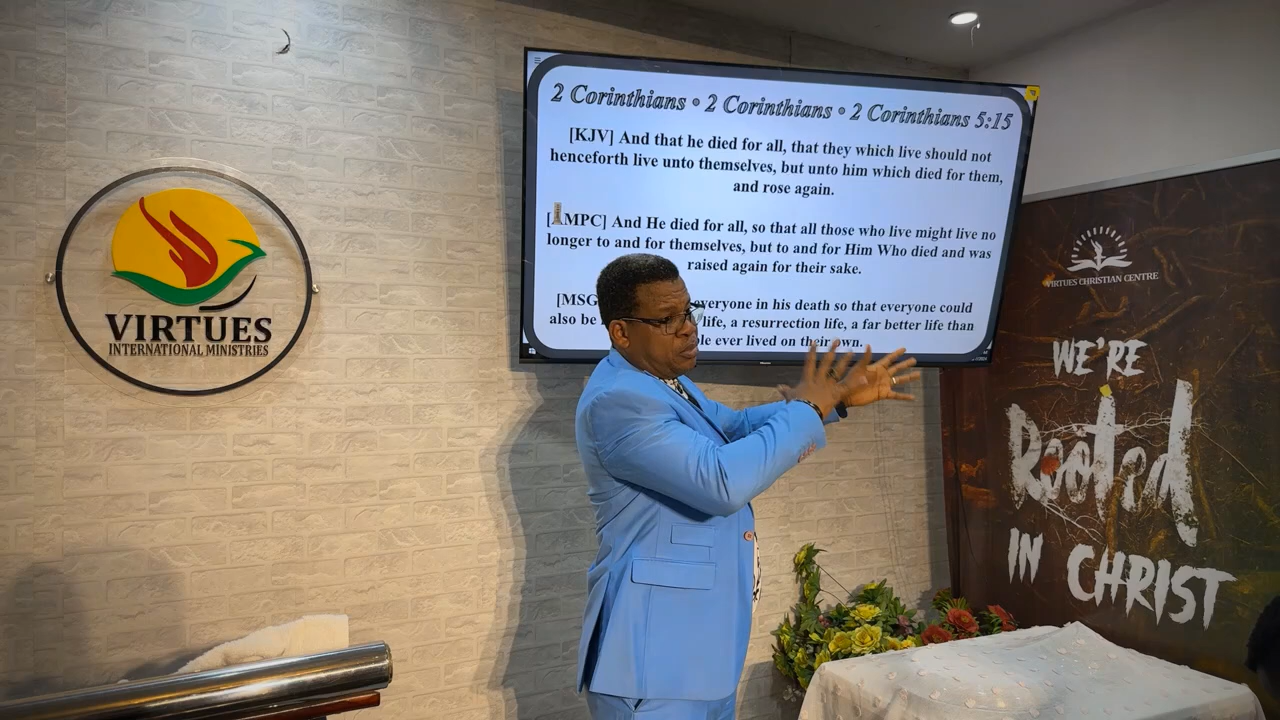 VIRTUES
INTERNATIONAL MINISTRIES
2 Corinthians • 2 Corinthians • 2 Corinthians 5:15
[KJV] And that he died for all, that they which live should not
henceforth live unto themselves, but unto him which died for them,
and rose again.
MPC] And He died for all, so that all those who live might live no
longer to and for themselves, but to and for Him Who died and was
raised again for their sake.
[MSG everyone in his death so that everyone could
also be life, a resurrection life, a far better life than
ever lived on their own.
VIRTUES CHRISTIAN CENTRE
WE'RE
Rooted
IN CHRIST